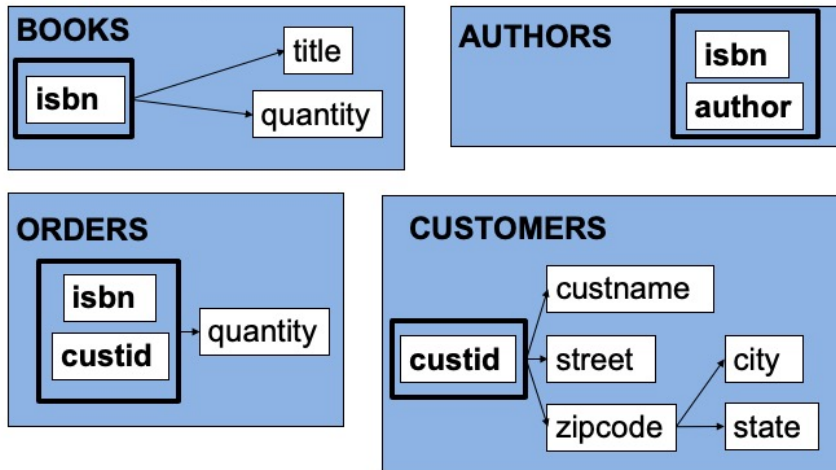 BOOKS
isbn
title
quantity
AUTHORS
isbn
author
ORDERS
isbn
custid
quantity
CUSTOMERS
custid
custname
street
zipcode
city
state